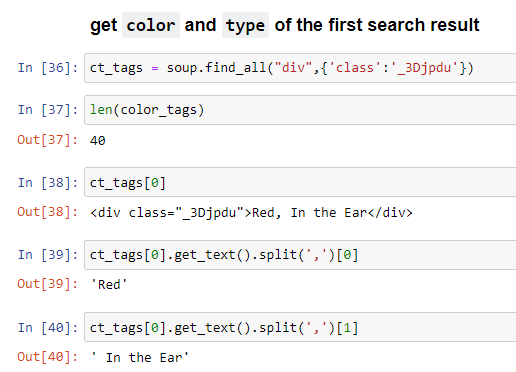 get color and type of the first search result
In [36]: ct_tags = soup.find_all("div",{'class':'_3Djpdu'})
In [37]: len(color_tags)
Out[37]: 40
In [38]: ct_tags[0]
Out[38]: <div class="_3Djpdu">Red, In the Ear</div>
In [39]: ct_tags[0].get_text().split(',')[0]
Out[39]: 'Red'
In [40]: ct_tags[0].get_text().split(',')[1]
Out[40]: ' In the Ear'